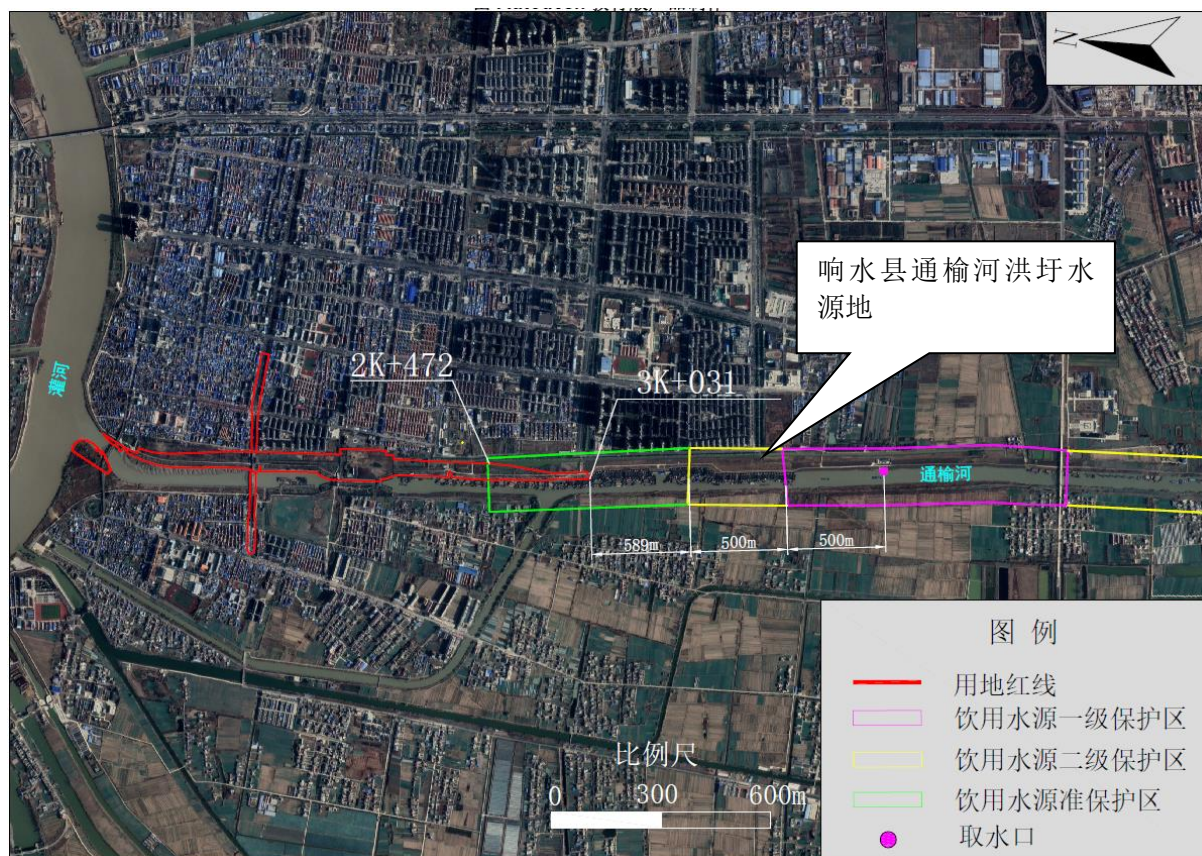 N
响水县通榆河洪圩水
源地
2K+472
3K+031
灌河
通榆河
589m
500m
500m
图 例
用地红线
饮用水源一级保护区
饮用水源二级保护区
饮用水源准保护区
取水口
比例尺
0
300
600m